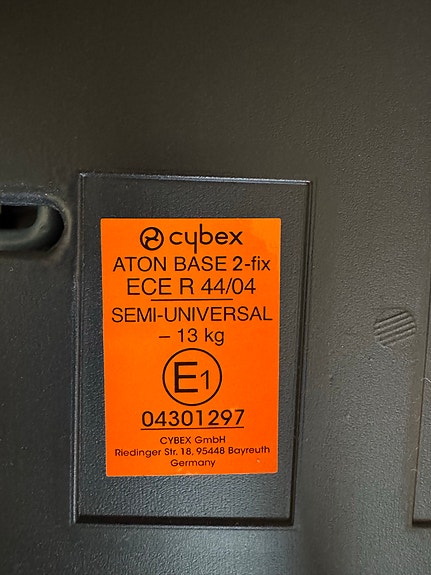 cybex
ATON BASE 2-fix
ECE R 44/04
SEMI-UNIVERSAL
– 13 kg
E1
04301297
CYBEX GmbH
Riedinger Str. 18, 95448 Bayreuth
Germany